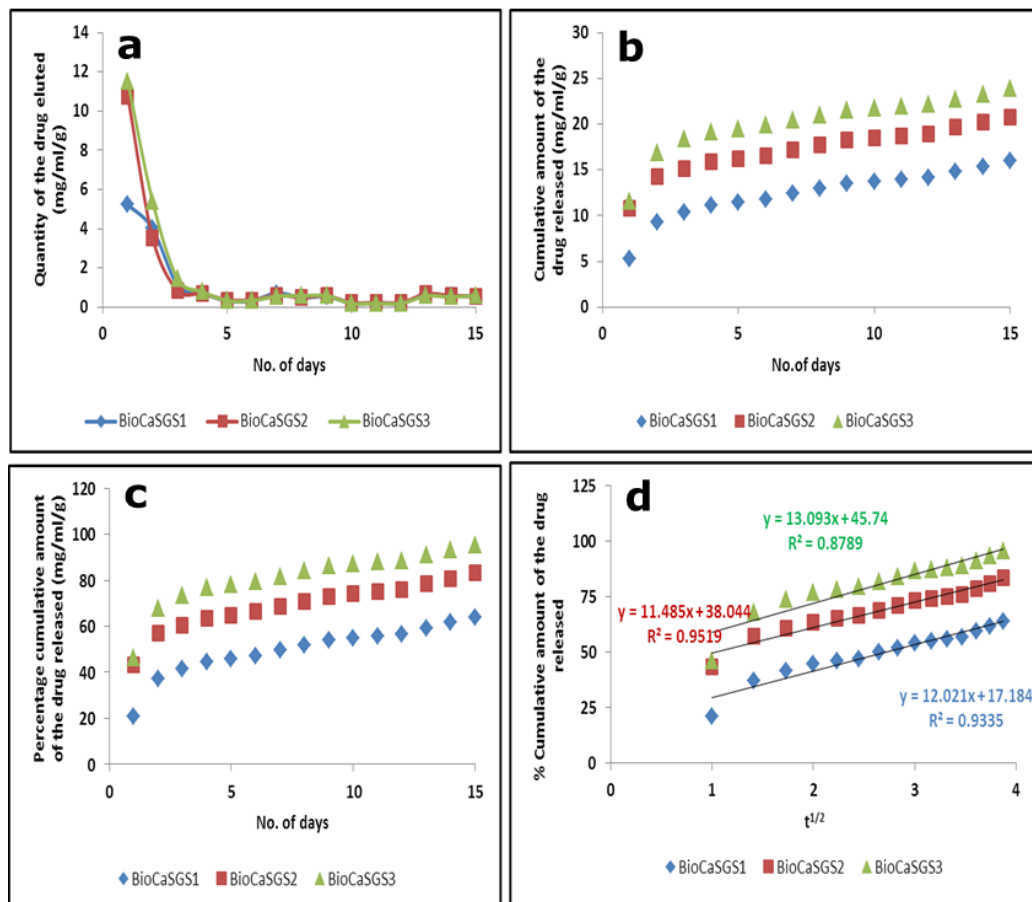 a
Quantity of the drug eluted
(mg/ml/g)
14
12
10
8
6
4
2
0
0 5 10 15
No. of days
BioCaSGS1 BioCaSGS2 BioCaSGS3
b
Cumulative amount of the
drug released (mg/ml/g)
30
25
20
15
10
5
0
0 5 10 15
No.of days
BioCaSGS1 BioCaSGS2 BioCaSGS3
c
Percentage cumulative amount
of the drug released (mg/ml/g)
120
100
80
60
40
20
0
0 5 10 15
No. of days
BioCaSGS1 BioCaSGS2 BioCaSGS3
d
% Cumulative amount of the drug
released
125
100
75
50
25
0
y = 13.093x+45.74
R² = 0.8789
y = 11.485x+38.044
R² = 0.9519
y = 12.021x+17.184
R² = 0.9335
0 1 2 3 4
t1/2
BioCaSGS1 BioCaSGS2 BioCaSGS3